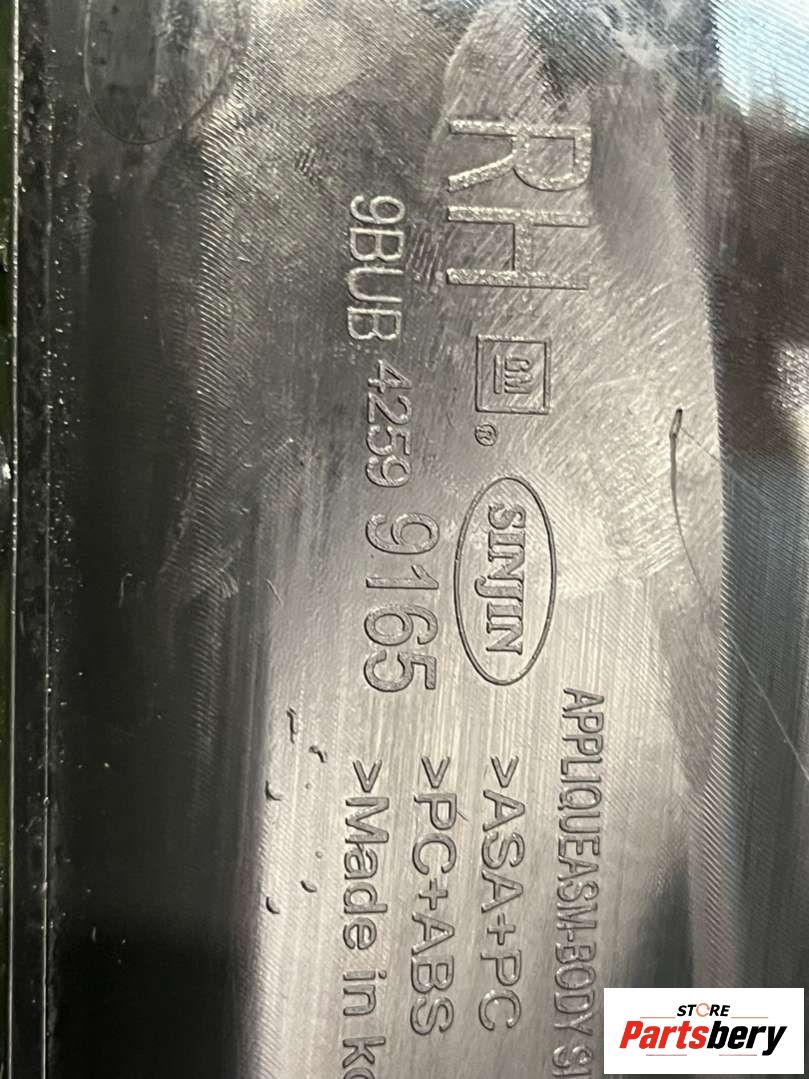 RH
GM
®
SINJIN
9BUB 4259 9165
APPLIQUEASM-BODY SI
>ASA+PC
>PC+ABS
>Made in ko
STORE
Partsbery